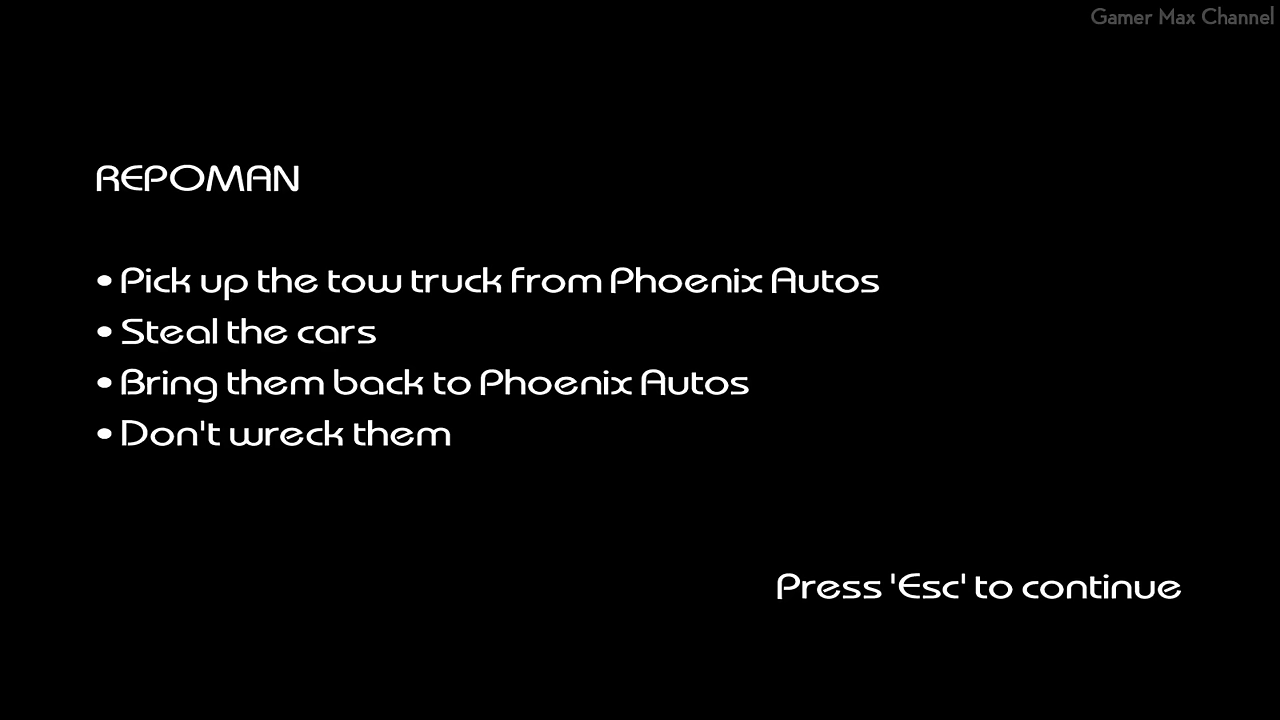 Gamer Max Channel
REPOMAN
• Pick up the tow truck from Phoenix Autos
• Steal the cars
• Bring them back to Phoenix Autos
• Don't wreck them
Press 'Esc' to continue